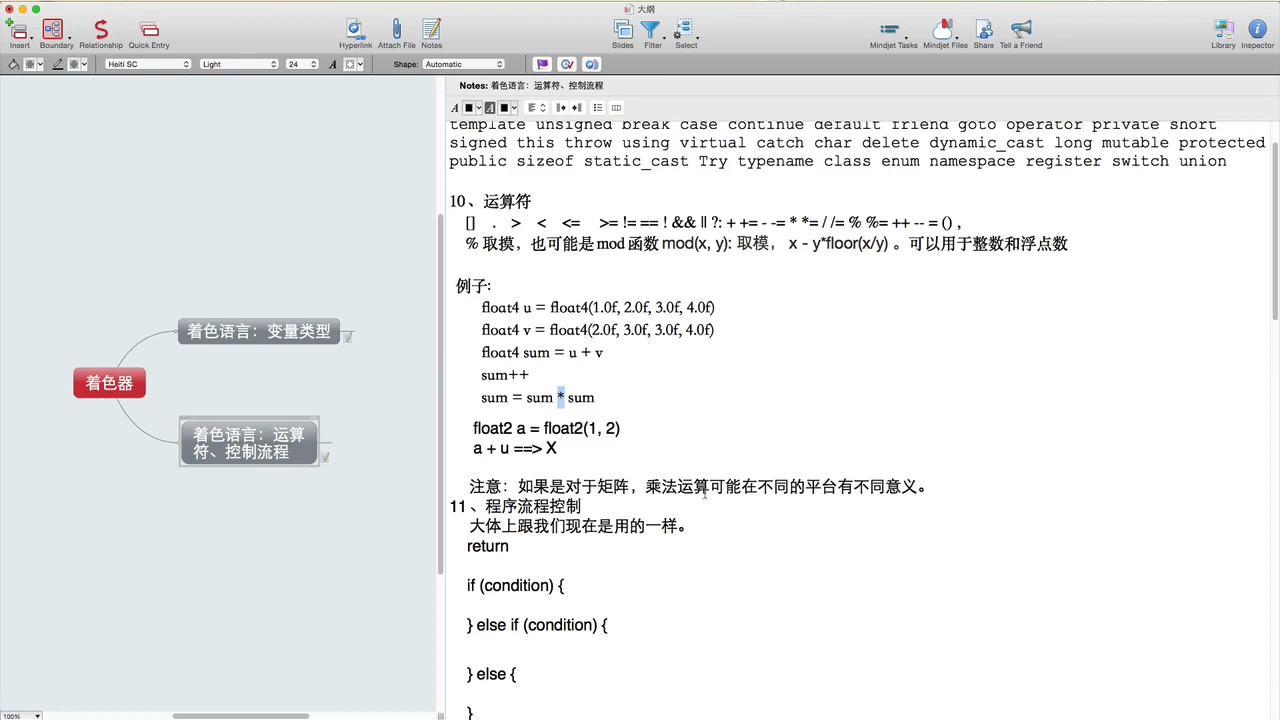 大纲
Insert
Boundary
Relationship
Quick Entry
Hyperlink
Attach File
Notes
Slides
Filter
Select
Mindjet Tasks
Mindjet Files
Share
Tell a Friend
Library
Inspector
Heiti SC
Light
24
Shape:
Automatic
Notes: 着色语言：运算符、控制流程
template unsigned break case continue default friend goto operator private short
signed this throw using virtual catch char delete dynamic_cast long mutable protected
public sizeof static_cast Try typename class enum namespace register switch union
10、运算符
[] . > < <= >= != == ! && || ?: + += - -= * *= / /= % %= ++ -- = () ,
% 取摸，也可能是mod 函数mod(x, y): 取模， x - y*floor(x/y) 。可以用于整数和浮点数
例子:
float4 u = float4(1.0f, 2.0f, 3.0f, 4.0f)
float4 v = float4(2.0f, 3.0f, 3.0f, 4.0f)
float4 sum = u + v
sum++
sum = sum * sum
float2 a = float2(1, 2)
a + u ==> X
注意：如果是对于矩阵，乘法运算可能在不同的平台有不同意义。
11、程序流程控制
大体上跟我们现在是用的一样。
return
if (condition) {
} else if (condition) {
} else {
}
着色语言：变量类型
着色器
着色语言：运算
符、控制流程
100%